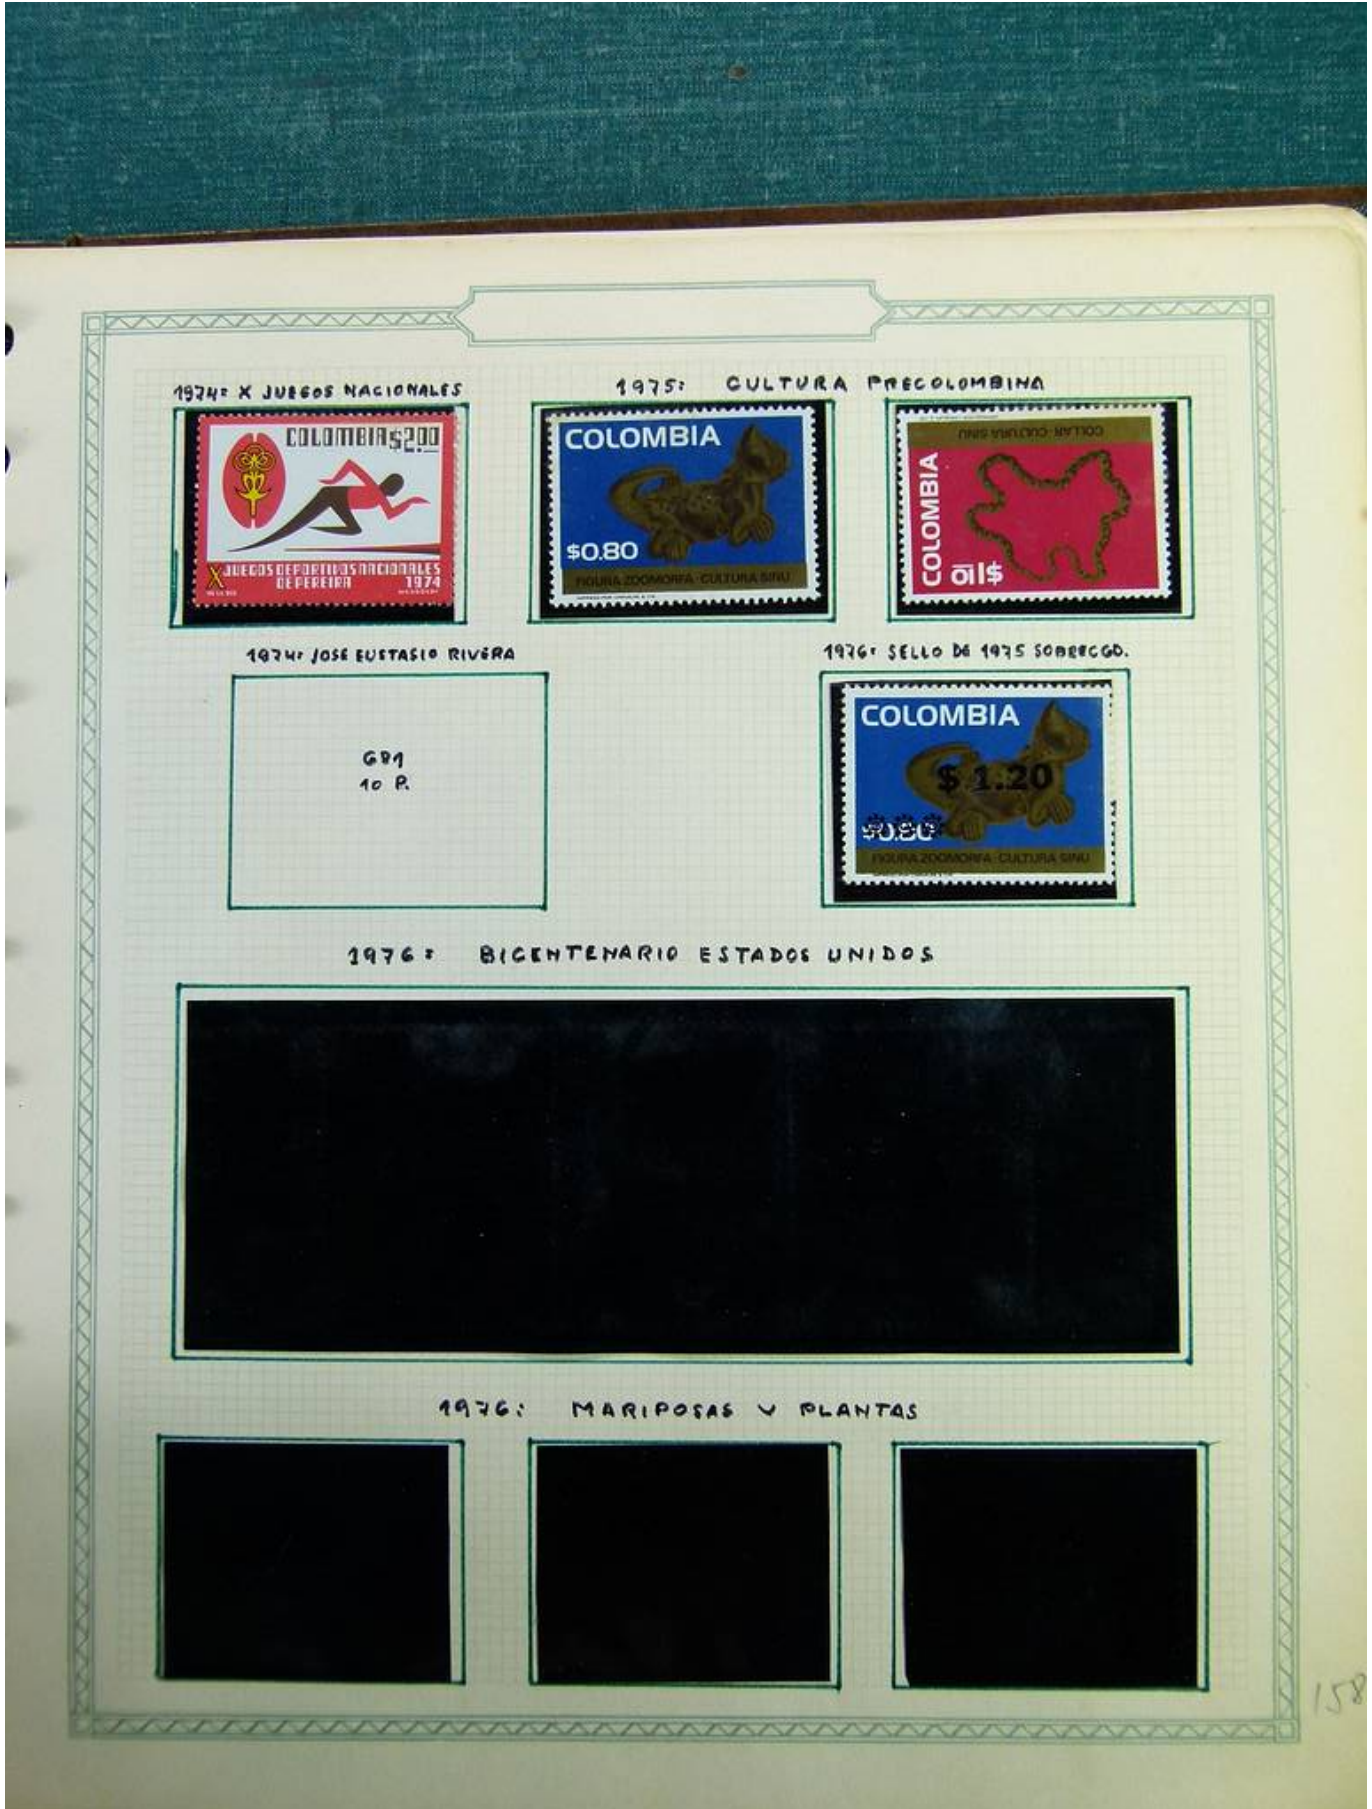 1974: X JUEGOS NACIONALES
1975: CULTURA PRECOLOMBINA
COLOMBIA $2.00
X JUEGOS DEPORTIVOS NACIONALES
DE PEREIRA 1974
COLOMBIA
$0.80
FIGURA ZOOMORFA - CULTURA SINU
COLLAR - CULTURA SINU
COLOMBIA
1974: JOSE EUSTASIO RIVERA
681
10 P.
1976: SELLO DE 1975 SOBRECGD.
COLOMBIA
$ 1.20
$0.80
FIGURA ZOOMORFA - CULTURA SINU
1976: BICENTENARIO ESTADOS UNIDOS
1976: MARIPOSAS Y PLANTAS
158